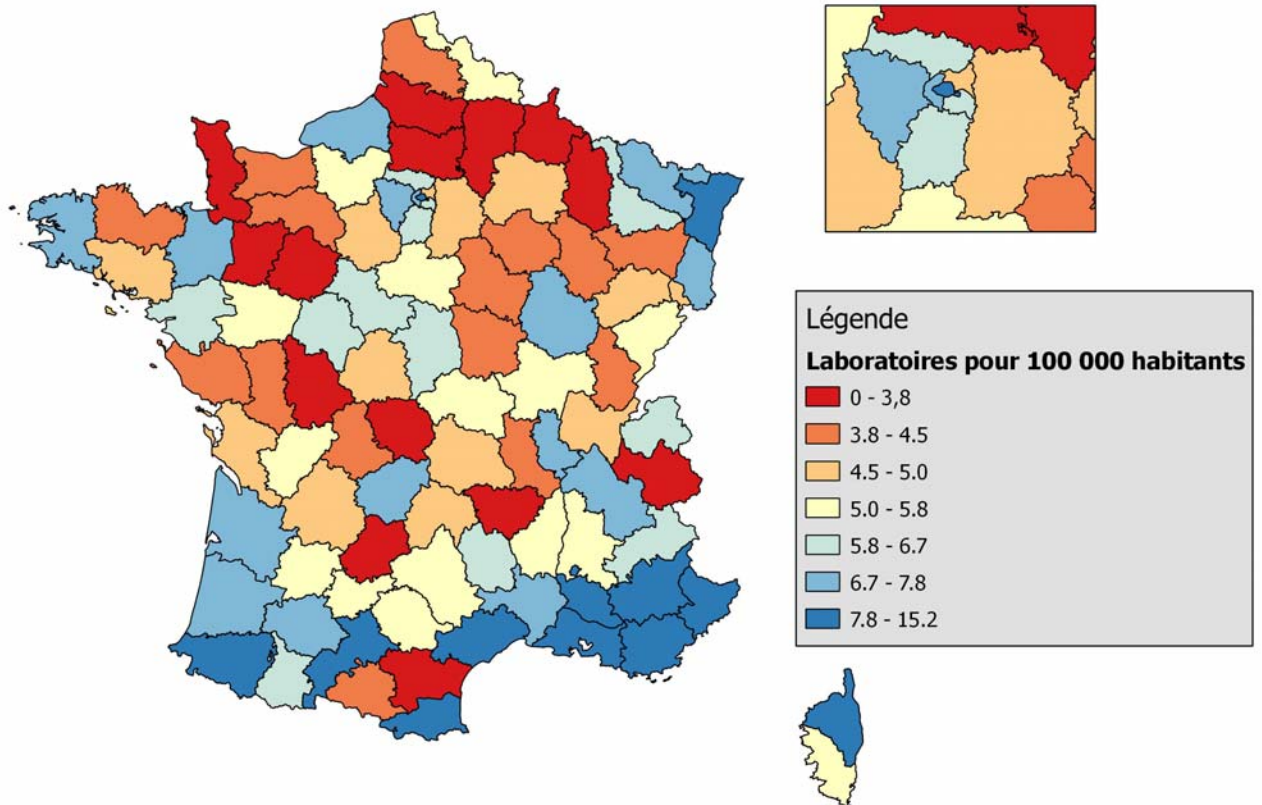 Légende
Laboratoires pour 100 000 habitants
0 - 3,8
3.8 - 4.5
4.5 - 5.0
5.0 - 5.8
5.8 - 6.7
6.7 - 7.8
7.8 - 15.2